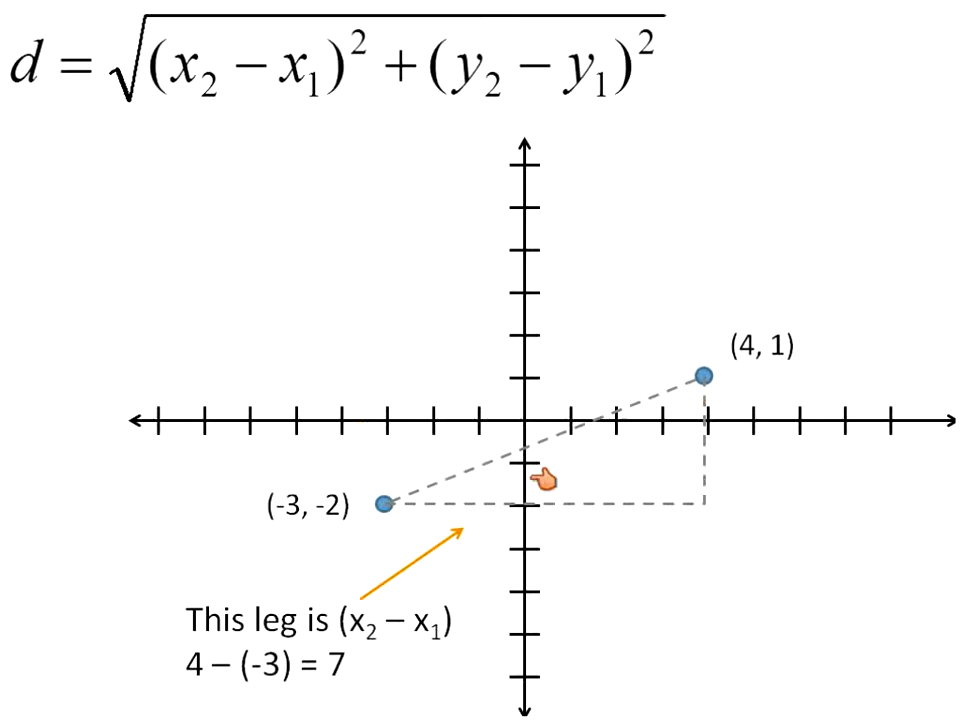 d = √(x₂ − x₁)² + (y₂ − y₁)²
(4, 1)
(-3, -2)
This leg is (x₂ – x₁)
4 – (-3) = 7